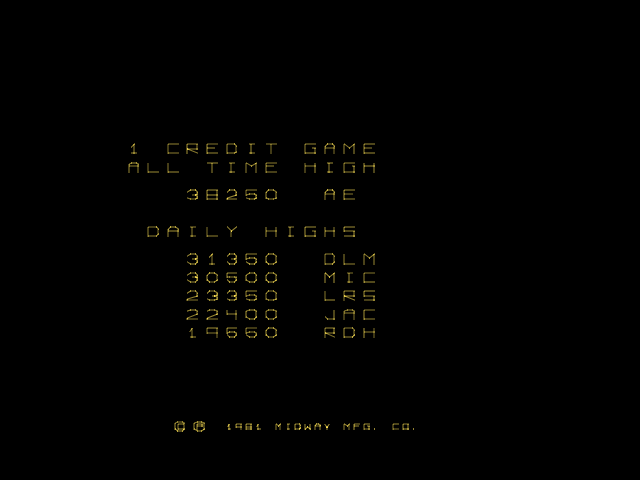 1 CREDIT GAME
ALL TIME HIGH
38250 AE
DAILY HIGHS
31350 DLM
30500 MIC
23350 LRS
22400 JAC
19550 RDH
© ® 1981 MIDWAY MFG. CO.